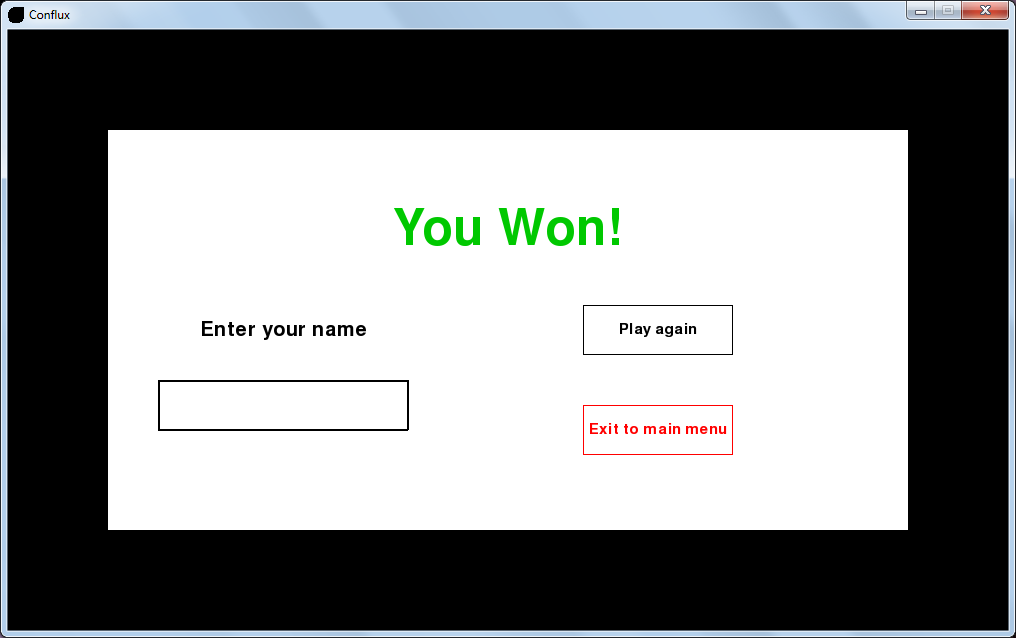 Conflux
You Won!
Enter your name
Play again
Exit to main menu